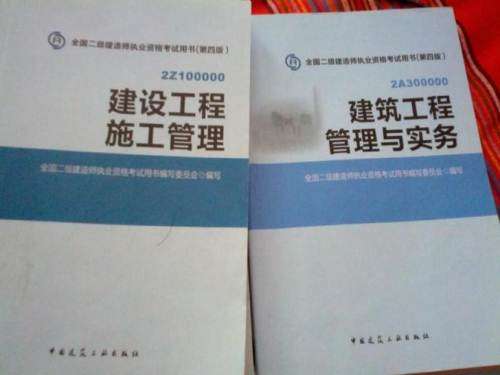 全国二级建造师执业资格考试用书(第四版)
2Z100000
建设工程
施工管理
全国二级建造师执业资格考试用书编写委员会 编写
中国建筑工业出版社
全国二级建造师执业资格考试用书(第四版)
2A300000
建筑工程
管理与实务
全国二级建造师执业资格考试用书编写委员会 编写
中国建筑工业出版社